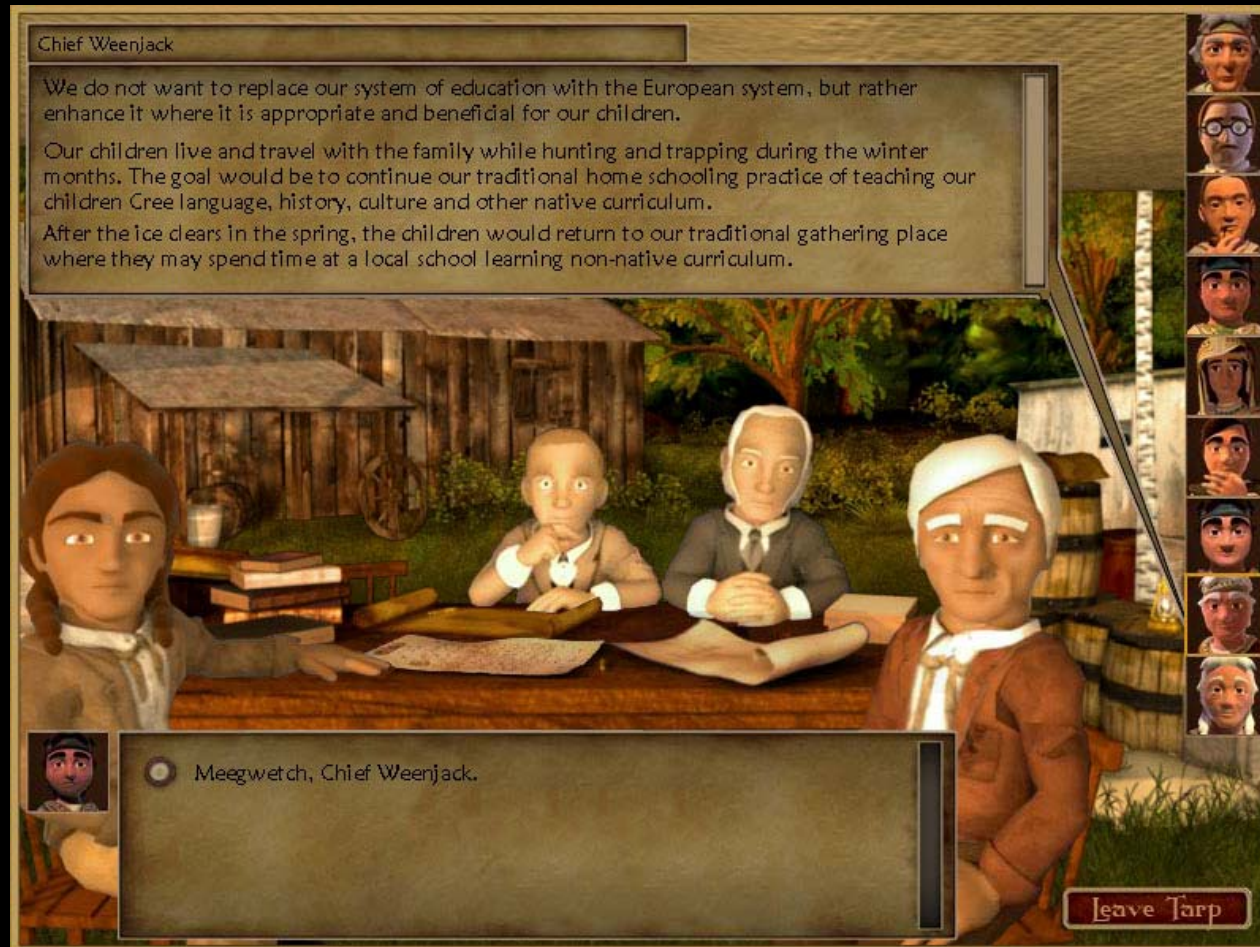 Chief Weenjack
We do not want to replace our system of education with the European system, but rather
enhance it where it is appropriate and beneficial for our children.
Our children live and travel with the family while hunting and trapping during the winter
months. The goal would be to continue our traditional home schooling practice of teaching our
children Cree language, history, culture and other native curriculum.
After the ice clears in the spring, the children would return to our traditional gathering place
where they may spend time at a local school learning non-native curriculum.
Meegwetch, Chief Weenjack.
Leave Tarp